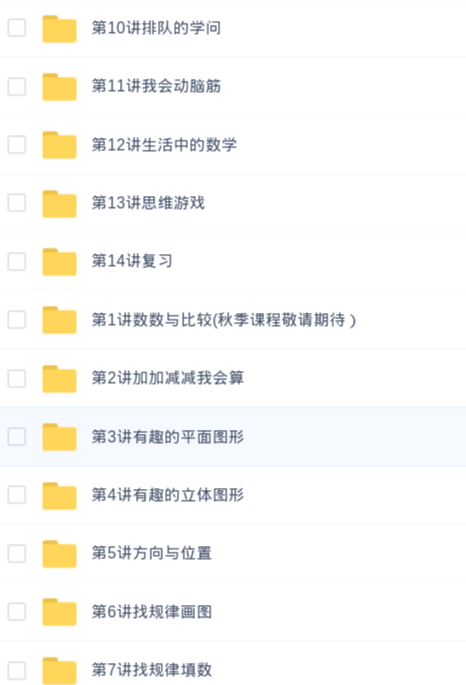 第10讲排队的学问
第11讲我会动脑筋
第12讲生活中的数学
第13讲思维游戏
第14讲复习
第1讲数数与比较(秋季课程敬请期待）
第2讲加加减减我会算
第3讲有趣的平面图形
第4讲有趣的立体图形
第5讲方向与位置
第6讲找规律画图
第7讲找规律填数